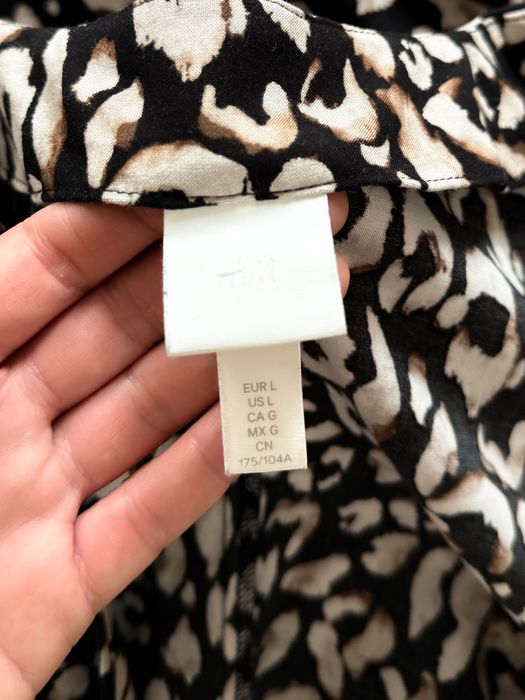 H&M
EUR L
US L
CA G
MX G
CN
175/104A